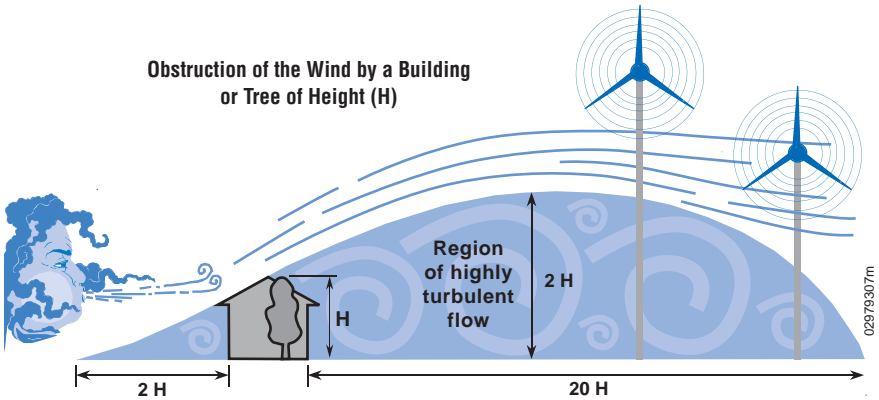 Obstruction of the Wind by a Building
or Tree of Height (H)
Region
of highly
turbulent
flow
2 H
H
2 H
20 H
02979307m